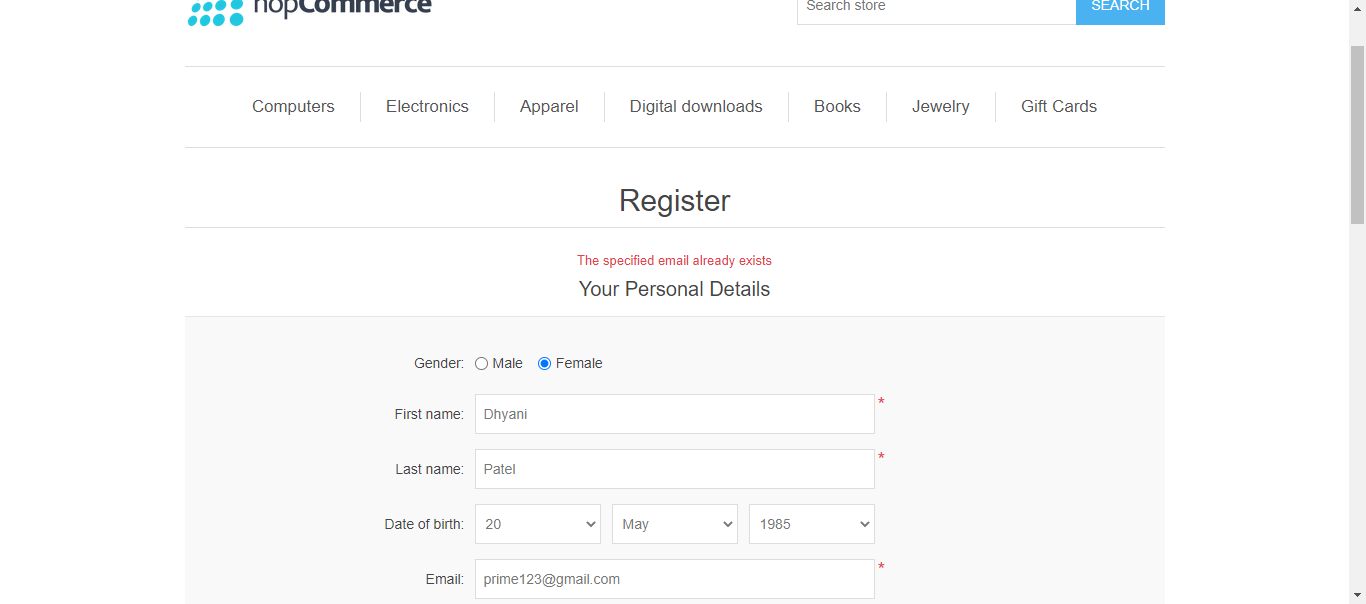 nopCommerce
Search store
SEARCH
Computers Electronics Apparel Digital downloads Books Jewelry Gift Cards
Register
The specified email already exists
Your Personal Details
Gender: Male Female
First name: Dhyani *
Last name: Patel *
Date of birth: 20 May 1985
Email: prime123@gmail.com *